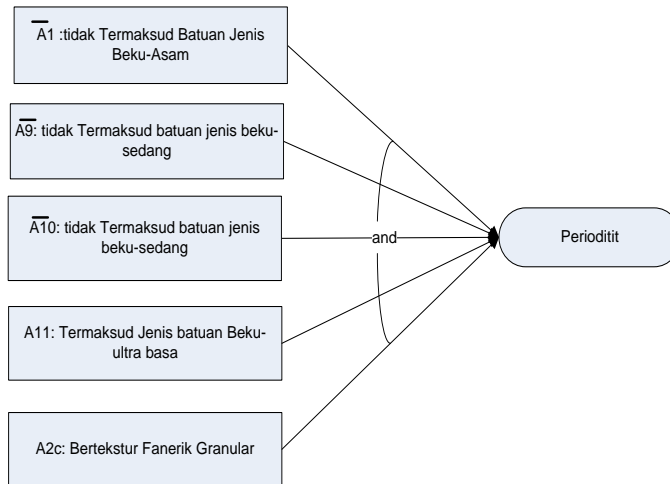 A1 :tidak Termaksud Batuan Jenis
Beku-Asam
A9: tidak Termaksud batuan jenis beku-
sedang
A10: tidak Termaksud batuan jenis
beku-sedang
and
Perioditit
A11: Termaksud Jenis batuan Beku-
ultra basa
A2c: Bertekstur Fanerik Granular